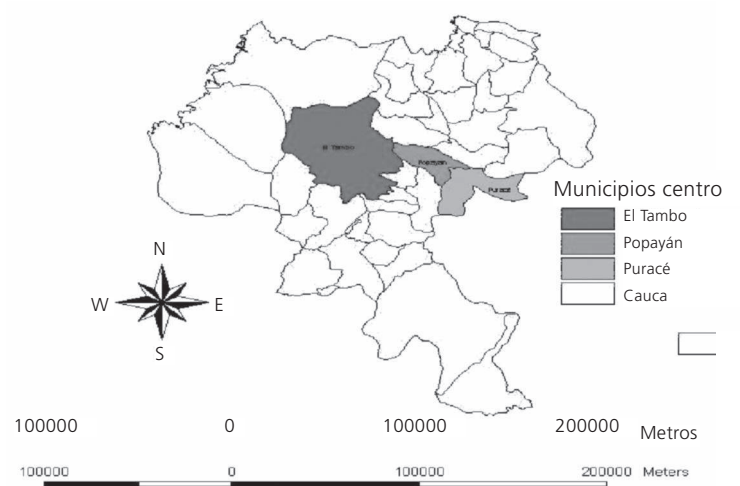 El Tambo
Popayán
Puracé
Municipios centro
El Tambo
Popayán
Puracé
Cauca
N
W E
S
100000 0 100000 200000 Metros
100000 0 100000 200000 Meters